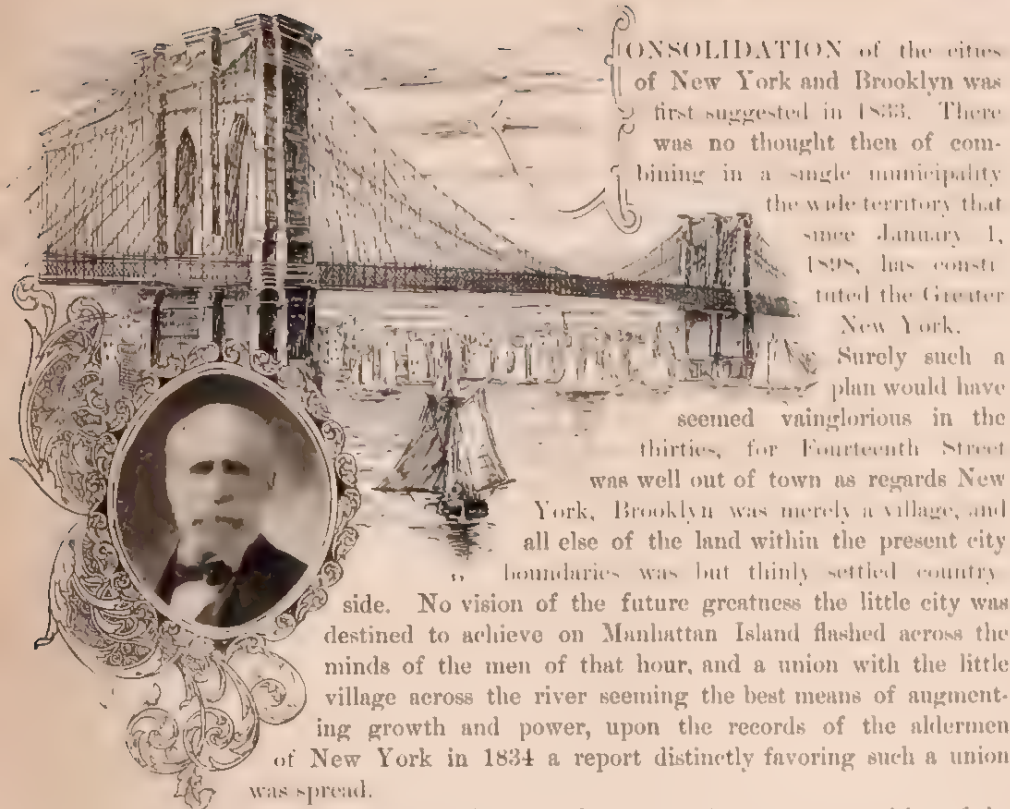 CONSOLIDATION of the cities
of New York and Brooklyn was
first suggested in 1833. There
was no thought then of com-
bining in a single municipality
the wide territory that
since January 1,
1898, has consti
tuted the Greater
New York.
Surely such a
plan would have
seemed vainglorious in the
thirties, for Fourteenth Street
was well out of town as regards New
York, Brooklyn was merely a village, and
all else of the land within the present city
boundaries was but thinly settled country
side. No vision of the future greatness the little city was
destined to achieve on Manhattan Island flashed across the
minds of the men of that hour, and a union with the little
village across the river seeming the best means of augment-
ing growth and power, upon the records of the aldermen
of New York in 1834 a report distinctly favoring such a union
was spread.